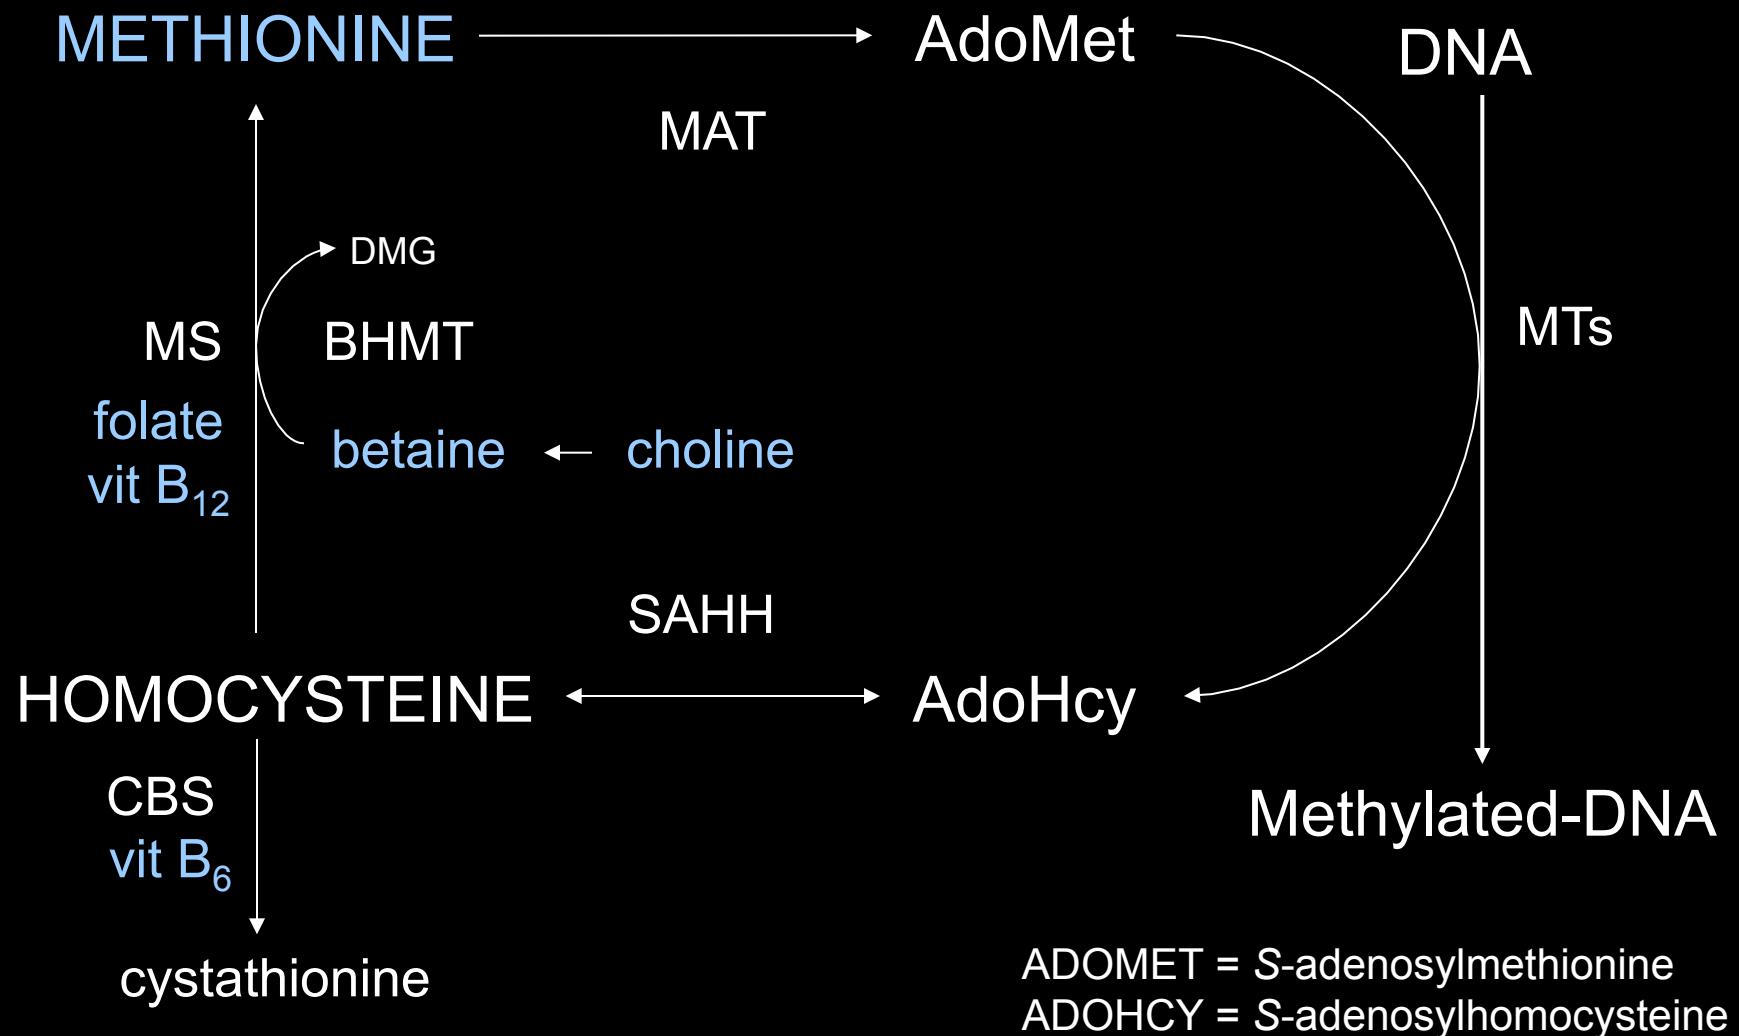 METHIONINE
AdoMet
DNA
MAT
DMG
MS
BHMT
MTs
folate
vit B12
betaine
choline
SAHH
HOMOCYSTEINE
AdoHcy
CBS
vit B6
Methylated-DNA
cystathionine
ADOMET = S-adenosylmethionine
ADOHCY = S-adenosylhomocysteine